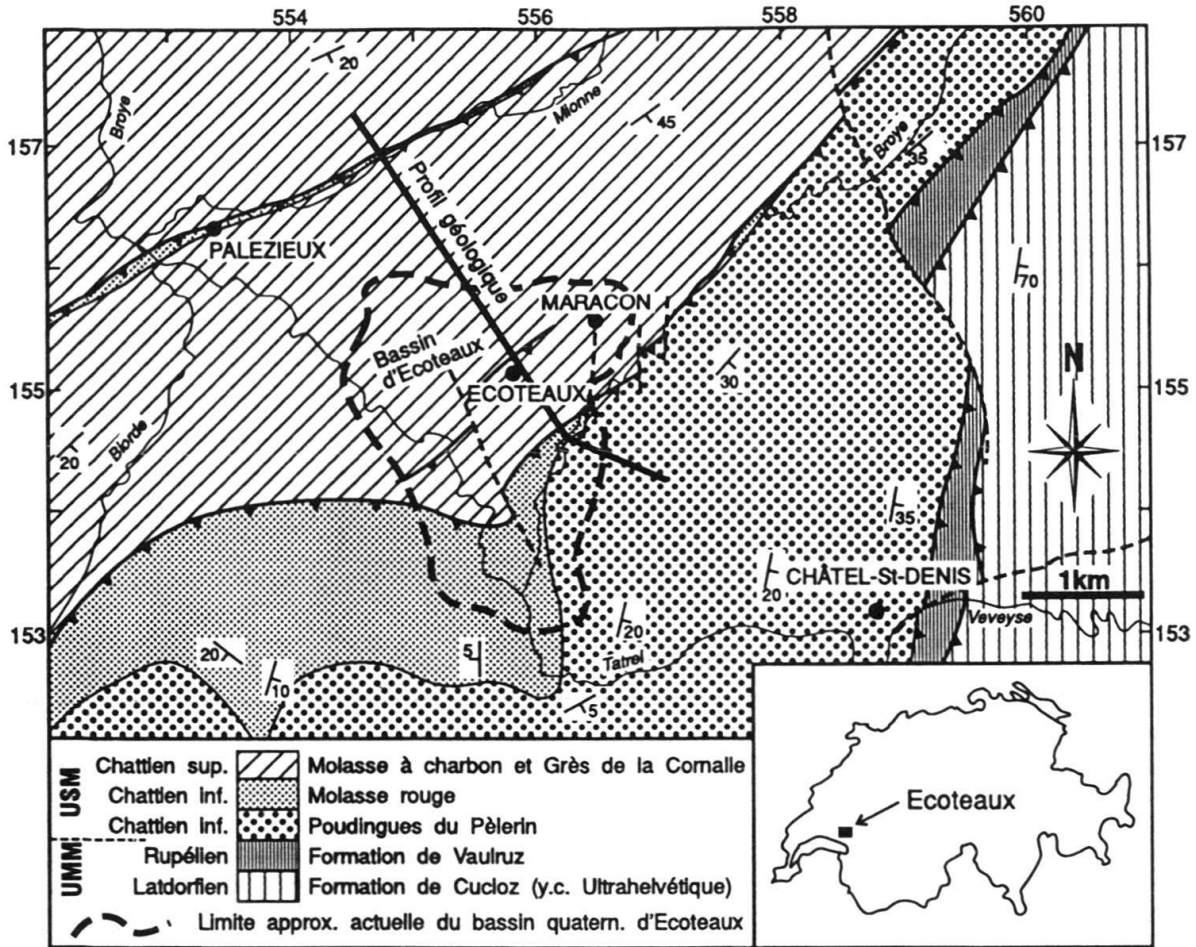 554 556 558 560
20
Broye
Mionne
45
157 157
Broye
35
Profil géologique
PALEZIEUX
70
MARACON
Bassin
d'Ecoteaux
N
30
155 155
ECOTEAUX
Biorde
20
35
20
CHÂTEL-St-DENIS
1km
Veveyse
153 153
20
20
5
Tatrel
10
5
USM
Chattien sup. Molasse à charbon et Grès de la Cornalle
Chattien inf. Molasse rouge
Chattien inf. Poudingues du Pèlerin
UMM
Rupélien Formation de Vaulruz
Latdorfien Formation de Cucloz (y.c. Ultrahelvétique)
Limite approx. actuelle du bassin quatern. d'Ecoteaux
Ecoteaux